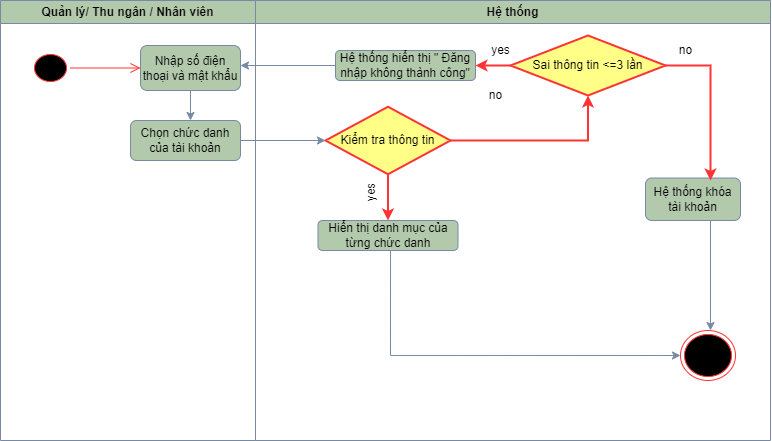 Quản lý/ Thu ngân / Nhân viên
Hệ thống
Nhập số điện
thoại và mật khẩu
Chọn chức danh
của tài khoản
Hệ thống hiển thị " Đăng
nhập không thành công"
yes
Sai thông tin <=3 lần
no
no
Kiểm tra thông tin
yes
Hiển thị danh mục của
từng chức danh
Hệ thống khóa
tài khoản